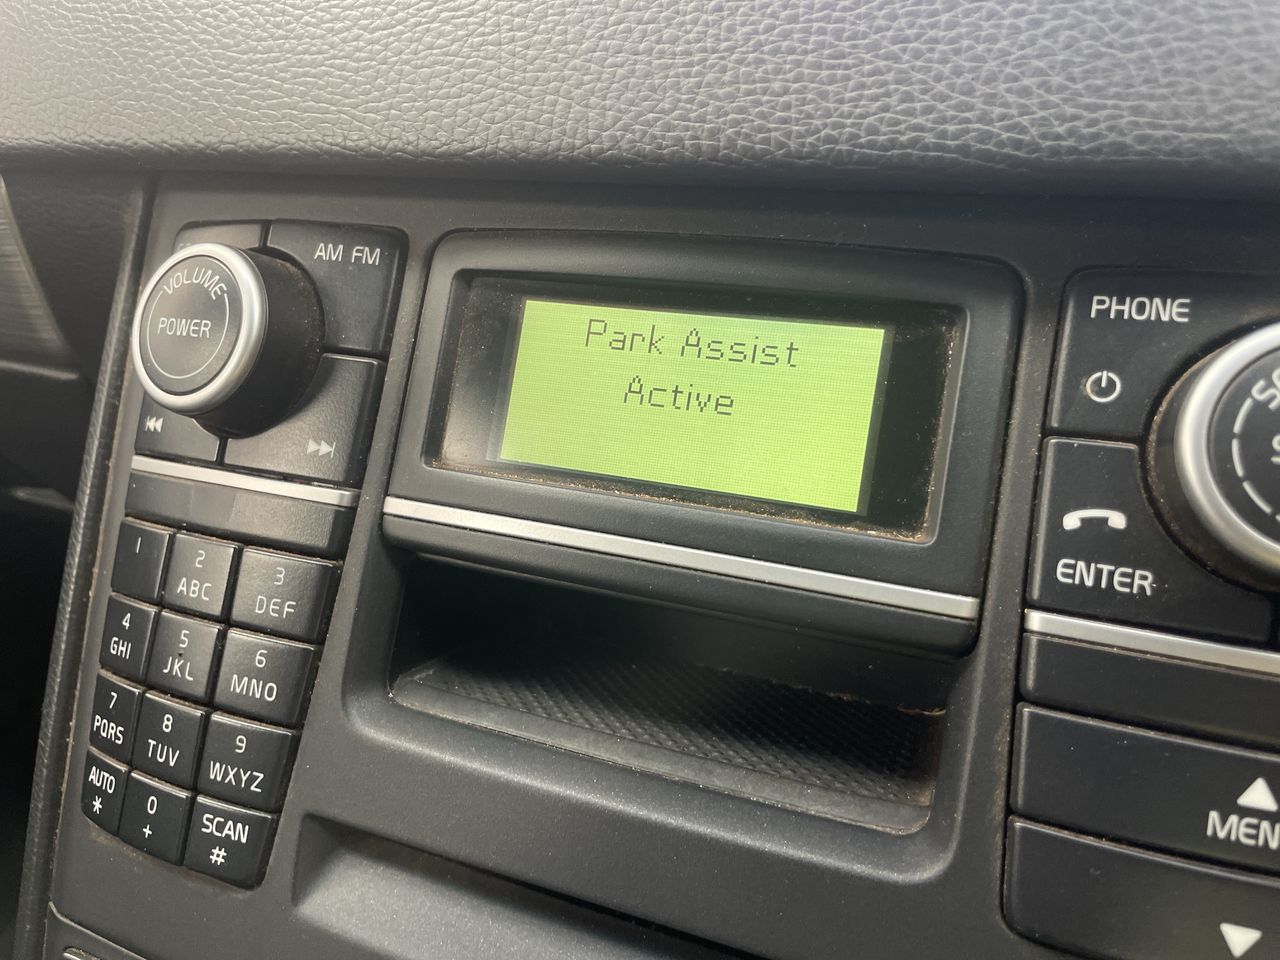 VOLUME
POWER
AM FM
Park Assist
Active
PHONE
ENTER
1
2
ABC
3
DEF
4
GHI
5
JKL
6
MNO
7
PQRS
8
TUV
9
WXYZ
AUTO
*
0
+
SCAN
#